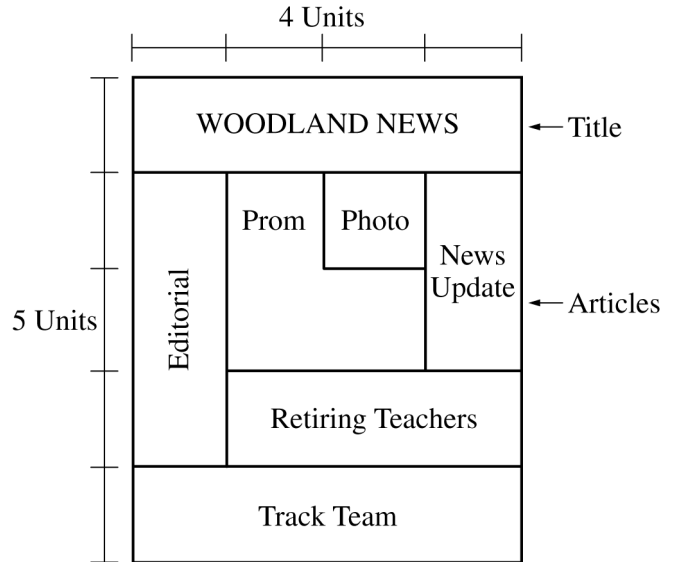 4 Units
WOODLAND NEWS
Title
Prom
Photo
News
Update
Editorial
Articles
5 Units
Retiring Teachers
Track Team